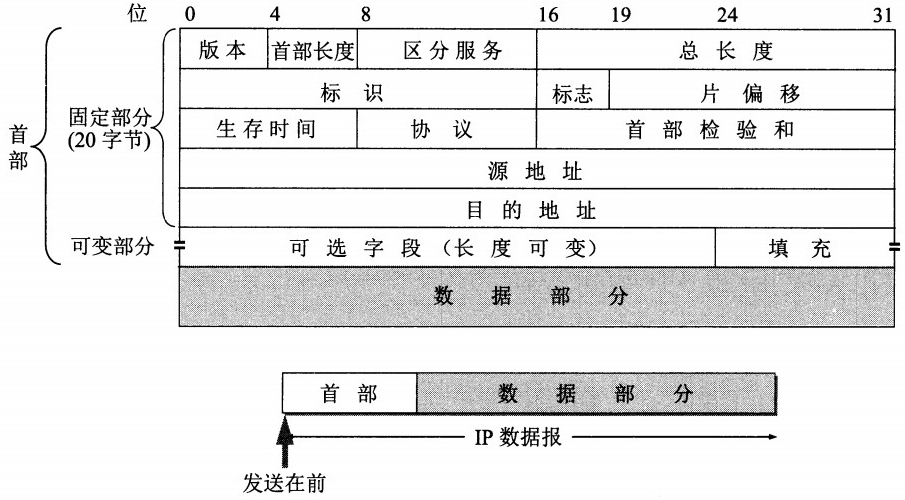 位 0 4 8 16 19 24 31
版本 首部长度 区分服务 总长度
标识 标志 片偏移
固定部分
(20 字节)
生存时间 协议 首部检验和
首部
源地址
目的地址
可变部分 可选字段（长度可变） 填充
数据部分
首部 数据部分
IP 数据报
发送在前